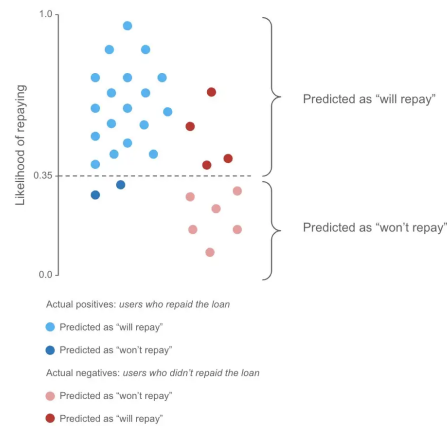 1.0
Likelihood of repaying
Predicted as “will repay”
0.35
Predicted as “won’t repay”
0.0
Actual positives: users who repaid the loan
Predicted as “will repay”
Predicted as “won’t repay”
Actual negatives: users who didn’t repaid the loan
Predicted as “won’t repay”
Predicted as “will repay”